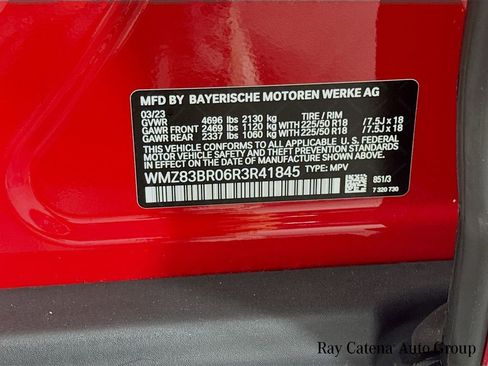 MFD BY BAYERISCHE MOTOREN WERKE AG
03/23 TIRE / RIM
GVWR 4696 lbs 2130 kg
GAWR FRONT 2469 lbs 1120 kg WITH 225/50 R18 / 7.5J x 18
GAWR REAR 2337 lbs 1060 kg WITH 225/50 R18 / 7.5J x 18
THIS VEHICLE CONFORMS TO ALL APPLICABLE U. S. FEDERAL
MOTOR VEHICLE SAFETY, BUMPER, AND THEFT PREVENTION STANDARDS
IN EFFECT ON THE DATE OF MANUFACTURE SHOWN ABOVE.
WMZ83BR06R3R41845 TYPE: MPV
851/3
7 320 730
Ray Catena Auto Group